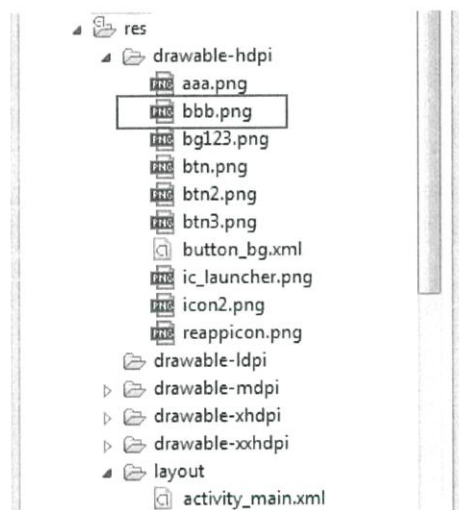 res
drawable-hdpi
aaa.png
bbb.png
bg123.png
btn.png
btn2.png
btn3.png
button_bg.xml
ic_launcher.png
icon2.png
reappicon.png
drawable-ldpi
drawable-mdpi
drawable-xhdpi
drawable-xxhdpi
layout
activity_main.xml